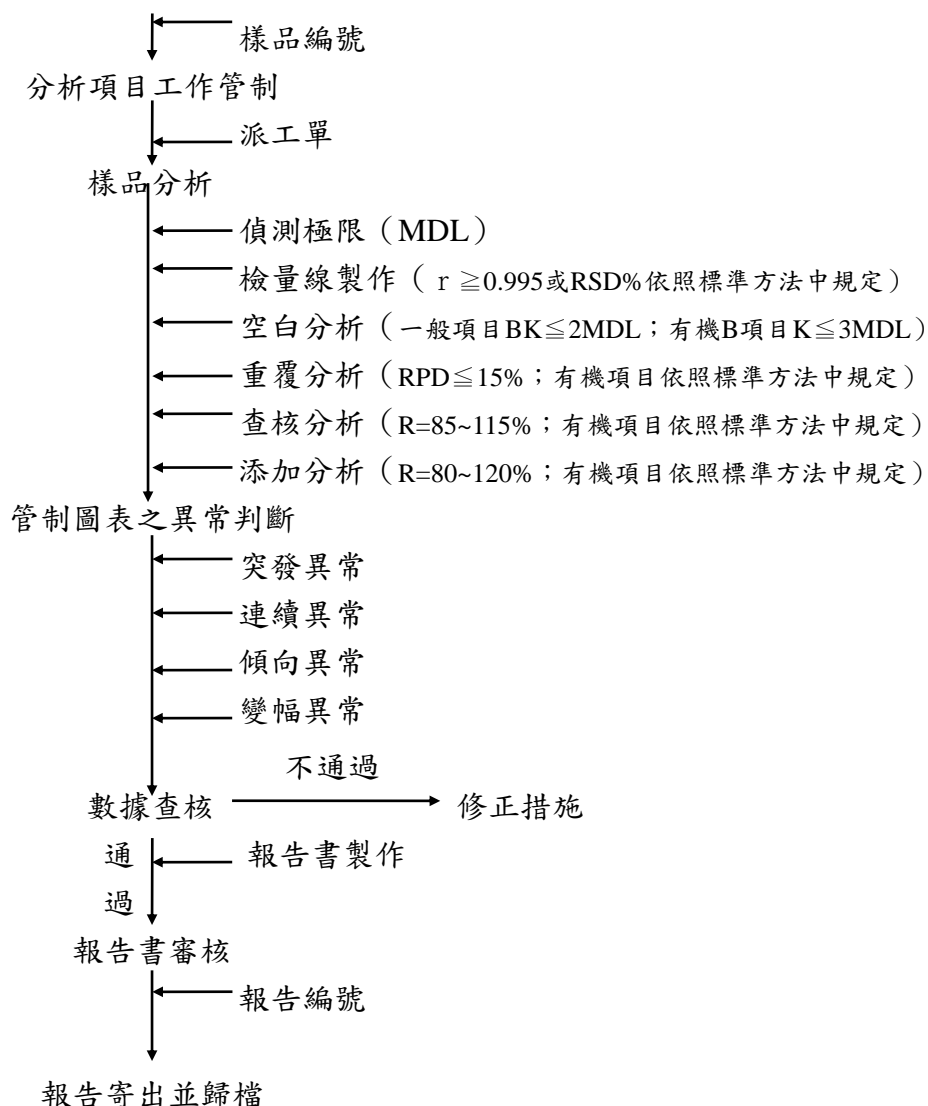 樣品編號
分析項目工作管制
派工單
樣品分析
偵測極限（MDL）
檢量線製作（ r ≧0.995或RSD%依照標準方法中規定）
空白分析（一般項目BK≦2MDL；有機B項目K≦3MDL）
重覆分析（RPD≦15%；有機項目依照標準方法中規定）
查核分析（R=85~115%；有機項目依照標準方法中規定）
添加分析（R=80~120%；有機項目依照標準方法中規定）
管制圖表之異常判斷
突發異常
連續異常
傾向異常
變幅異常
不通過
數據查核 修正措施
通 報告書製作
過
報告書審核
報告編號
報告寄出並歸檔